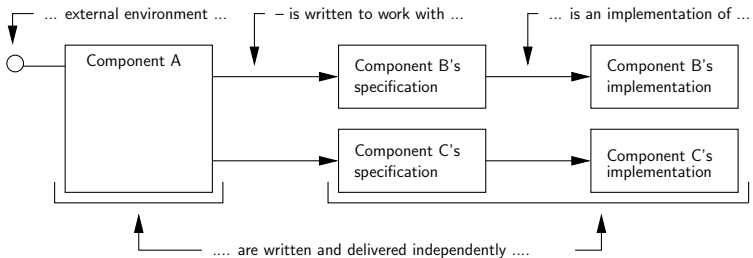 ... external environment ...
– is written to work with ...
... is an implementation of ...
Component A
Component B's
specification
Component B's
implementation
Component C's
specification
Component C's
implementation
.... are written and delivered independently ....